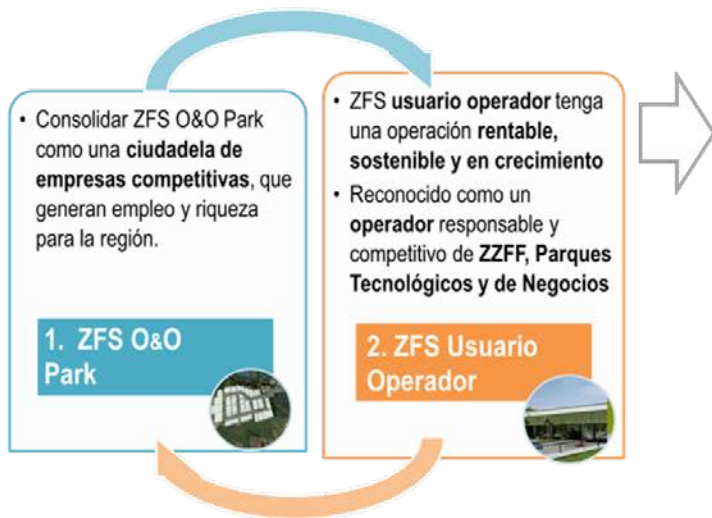 • Consolidar ZFS O&O Park
como una ciudadela de
empresas competitivas, que
generan empleo y riqueza
para la región.
1. ZFS O&O
Park
• ZFS usuario operador tenga
una operación rentable,
sostenible y en crecimiento
• Reconocido como un
operador responsable y
competitivo de ZZFF, Parques
Tecnológicos y de Negocios
2. ZFS Usuario
Operador